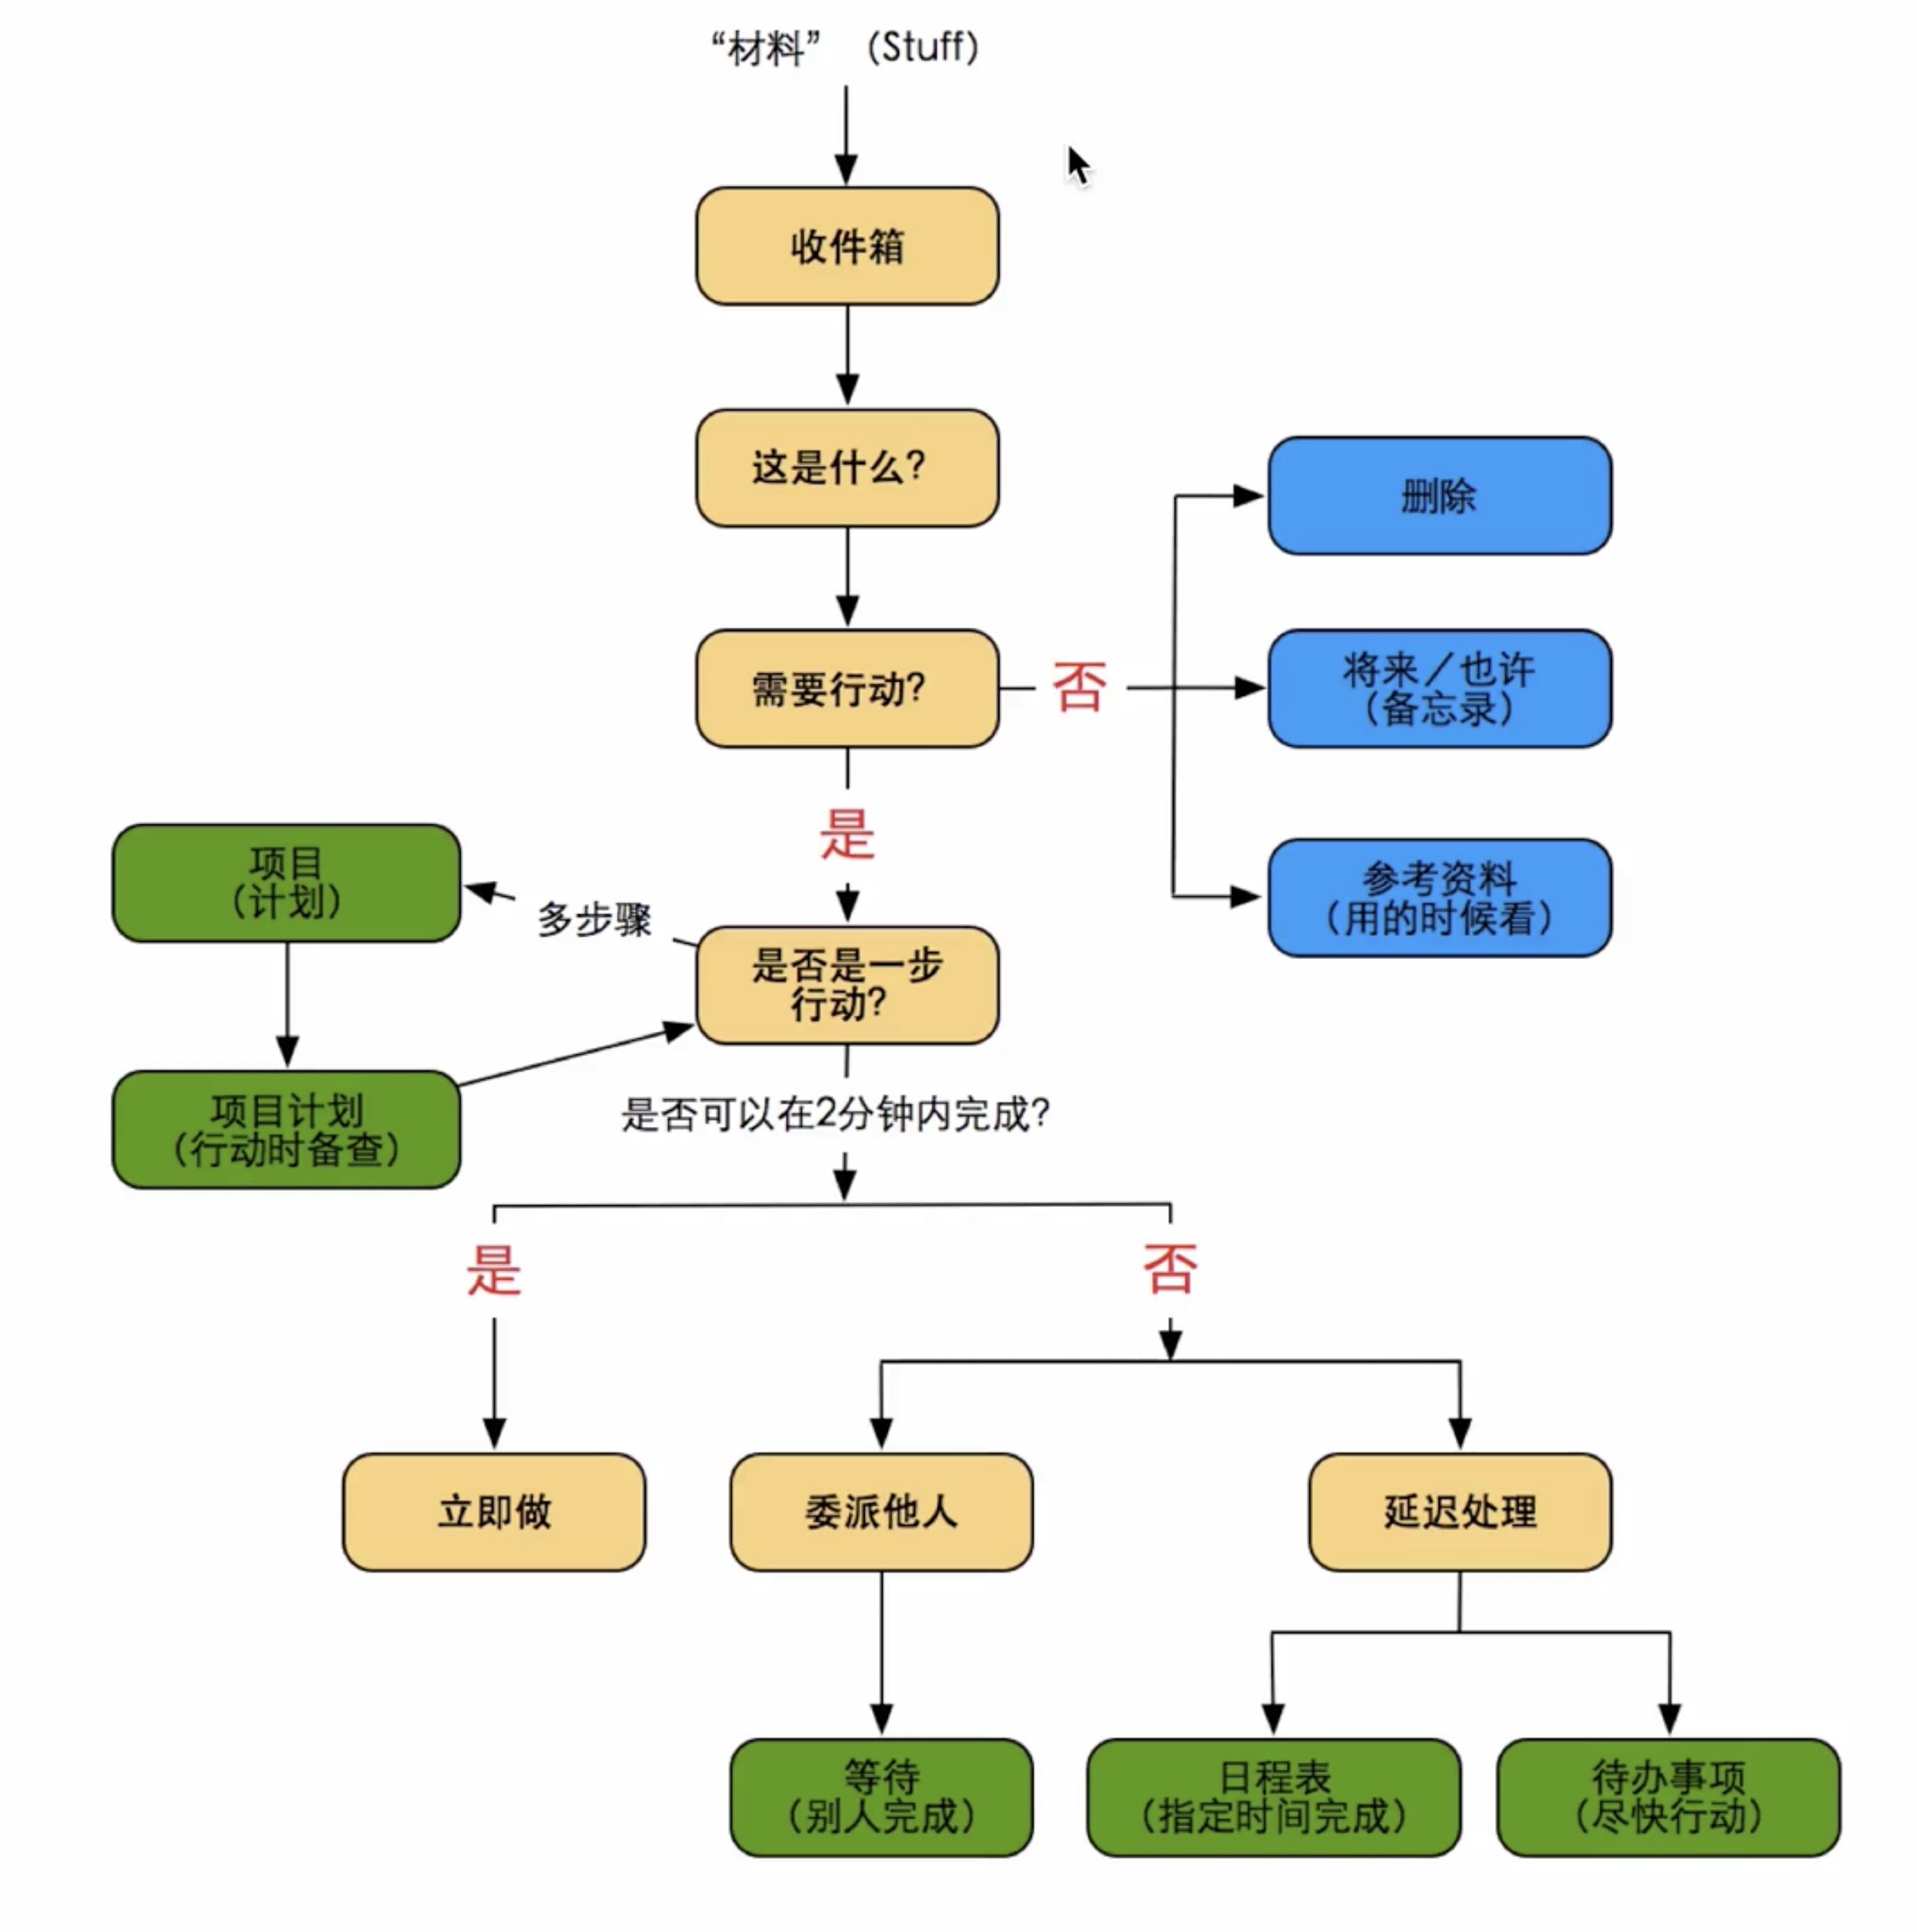 “材料” （Stuff）
收件箱
这是什么？
删除
需要行动？
否
将来／也许
（备忘录）
是
项目
（计划）
多步骤
参考资料
（用的时候看）
是否是一步
行动？
项目计划
（行动时备查）
是否可以在2分钟内完成？
是
否
立即做
委派他人
延迟处理
等待
（别人完成）
日程表
（指定时间完成）
待办事项
（尽快行动）